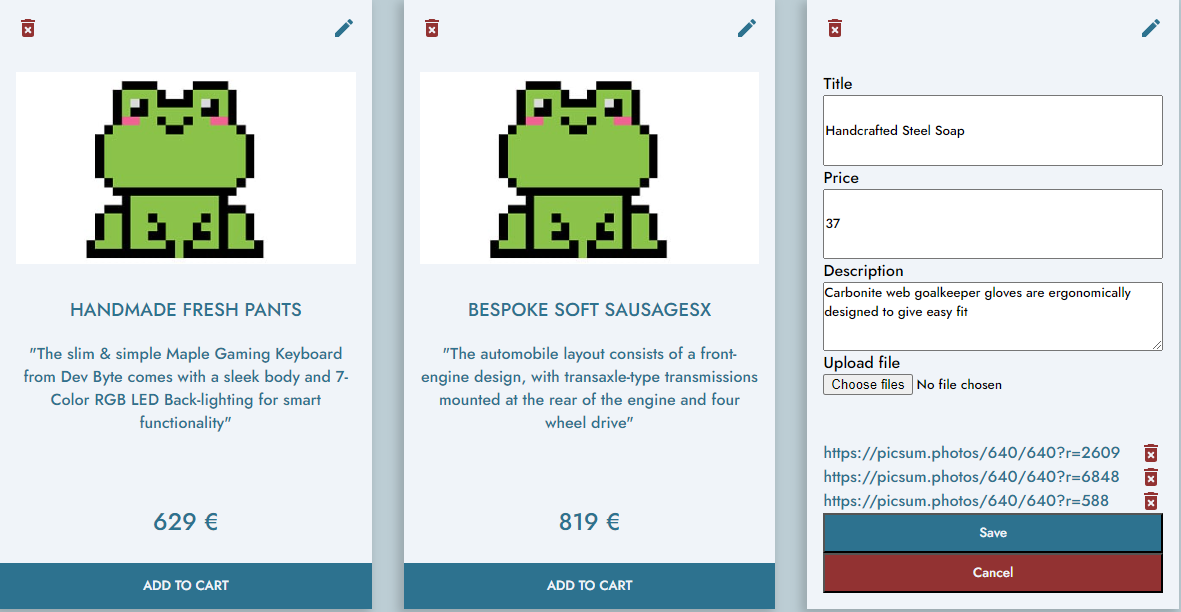 HANDMADE FRESH PANTS
"The slim & simple Maple Gaming Keyboard
from Dev Byte comes with a sleek body and 7-
Color RGB LED Back-lighting for smart
functionality"
629 €
ADD TO CART
BESPOKE SOFT SAUSAGESX
"The automobile layout consists of a front-
engine design, with transaxle-type transmissions
mounted at the rear of the engine and four
wheel drive"
819 €
ADD TO CART
Title
Handcrafted Steel Soap
Price
37
Description
Carbonite web goalkeeper gloves are ergonomically
designed to give easy fit
Upload file
Choose files No file chosen
https://picsum.photos/640/640?r=2609
https://picsum.photos/640/640?r=6848
https://picsum.photos/640/640?r=588
Save
Cancel